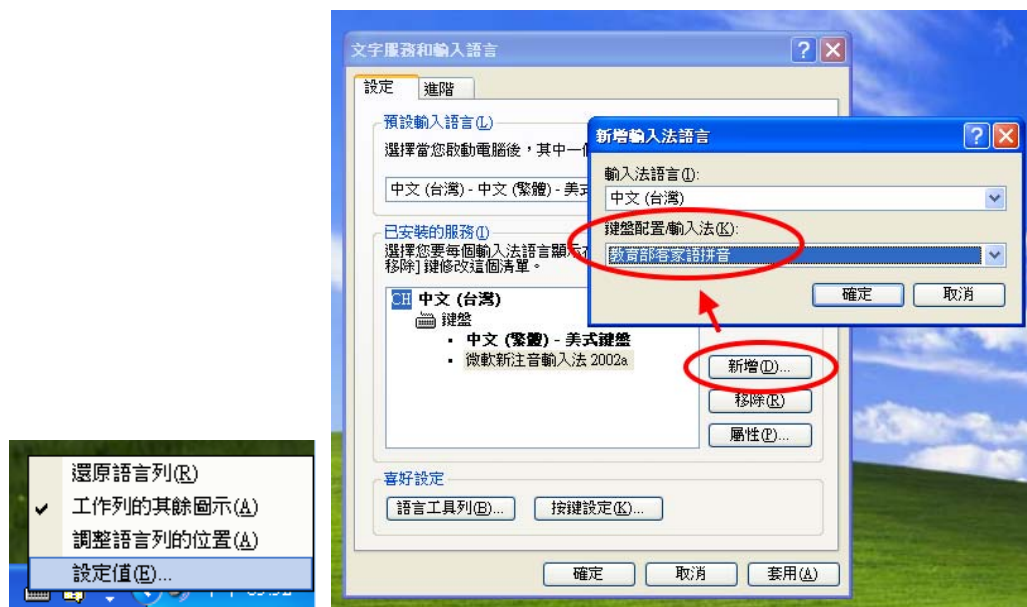 還原語言列(R)
工作列的其餘圖示(A)
調整語言列的位置(A)
設定值(E)...
文字服務和輸入語言
設定
進階
預設輸入語言(L)
選擇當您啟動電腦後，其中一
中文 (台灣) - 中文 (繁體) - 美式
已安裝的服務(I)
選擇您要每個輸入法語言顯示在
移除] 鍵修改這個清單。
CH 中文 (台灣)
鍵盤
• 中文 (繁體) - 美式鍵盤
• 微軟新注音輸入法 2002a
新增(D)...
移除(R)
屬性(P)...
喜好設定
語言工具列(B)...
按鍵設定(K)...
確定
取消
套用(A)
新增輸入法語言
輸入法語言(I):
中文 (台灣)
鍵盤配置/輸入法(K):
教育部客家語拼音
確定
取消